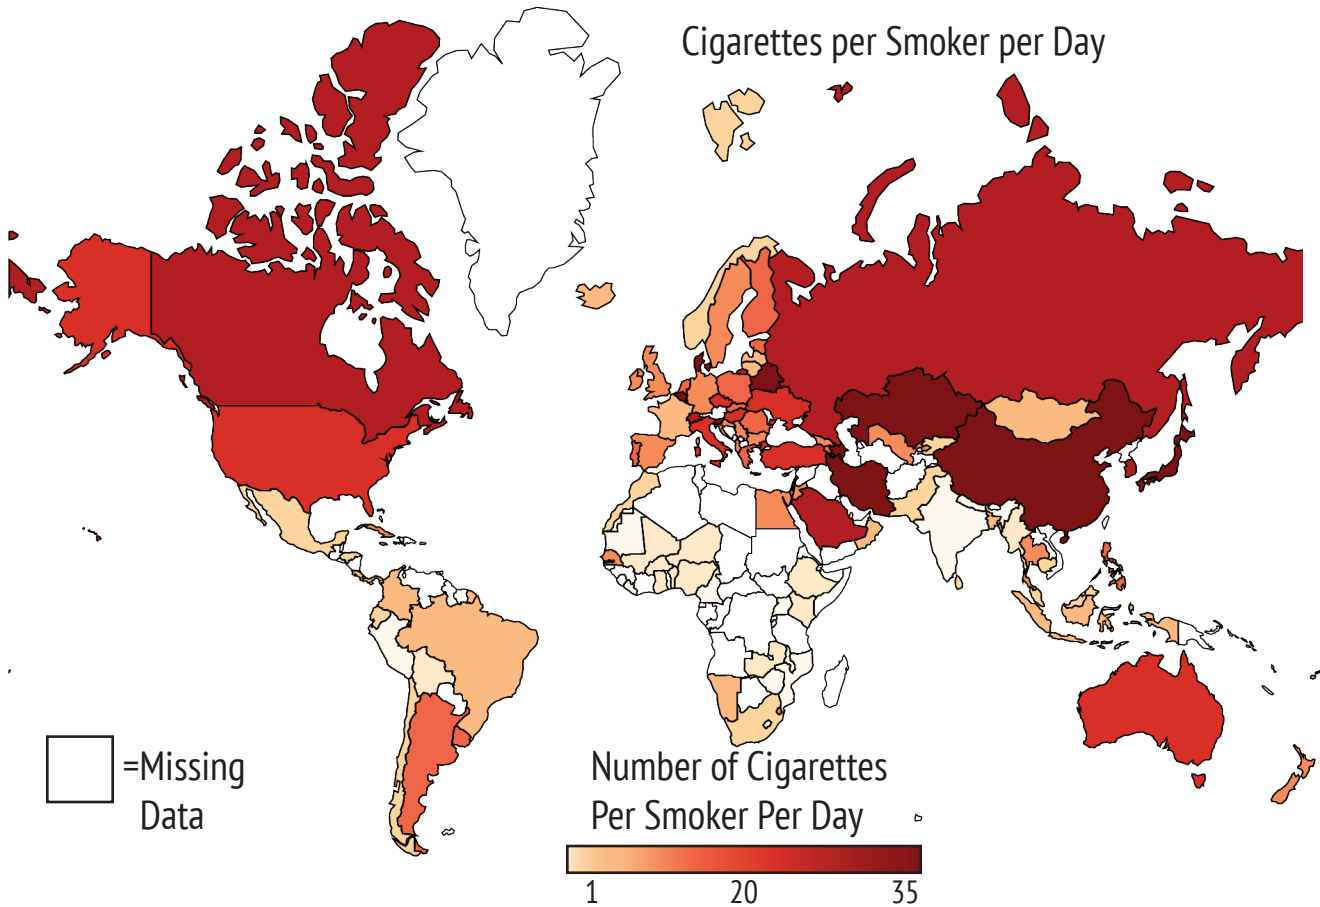 Cigarettes per Smoker per Day
=Missing
Data
Number of Cigarettes
Per Smoker Per Day
1 20 35